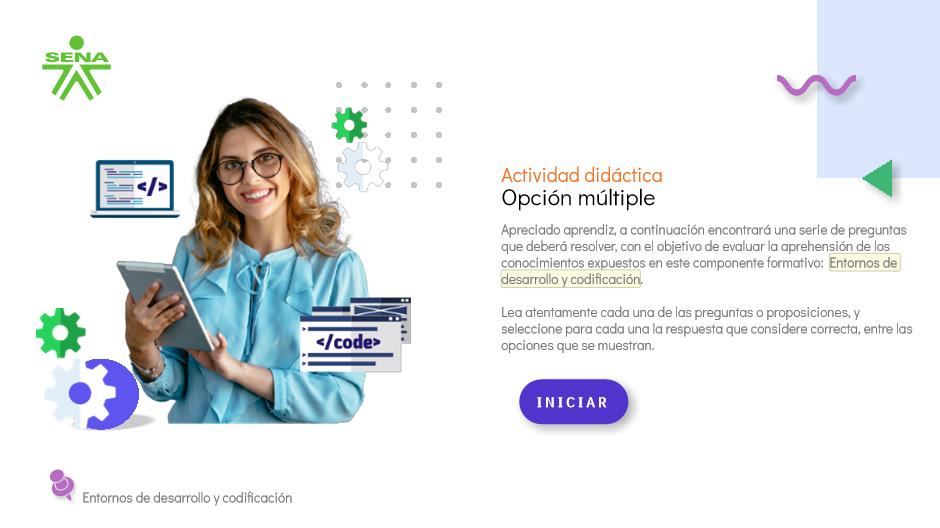 SENA
</>
</code>
Actividad didáctica
Opción múltiple
Apreciado aprendiz, a continuación encontrará una serie de preguntas
que deberá resolver, con el objetivo de evaluar la aprehensión de los
conocimientos expuestos en este componente formativo: Entornos de
desarrollo y codificación.
Lea atentamente cada una de las preguntas o proposiciones, y
seleccione para cada una la respuesta que considere correcta, entre las
opciones que se muestran.
INICIAR
Entornos de desarrollo y codificación